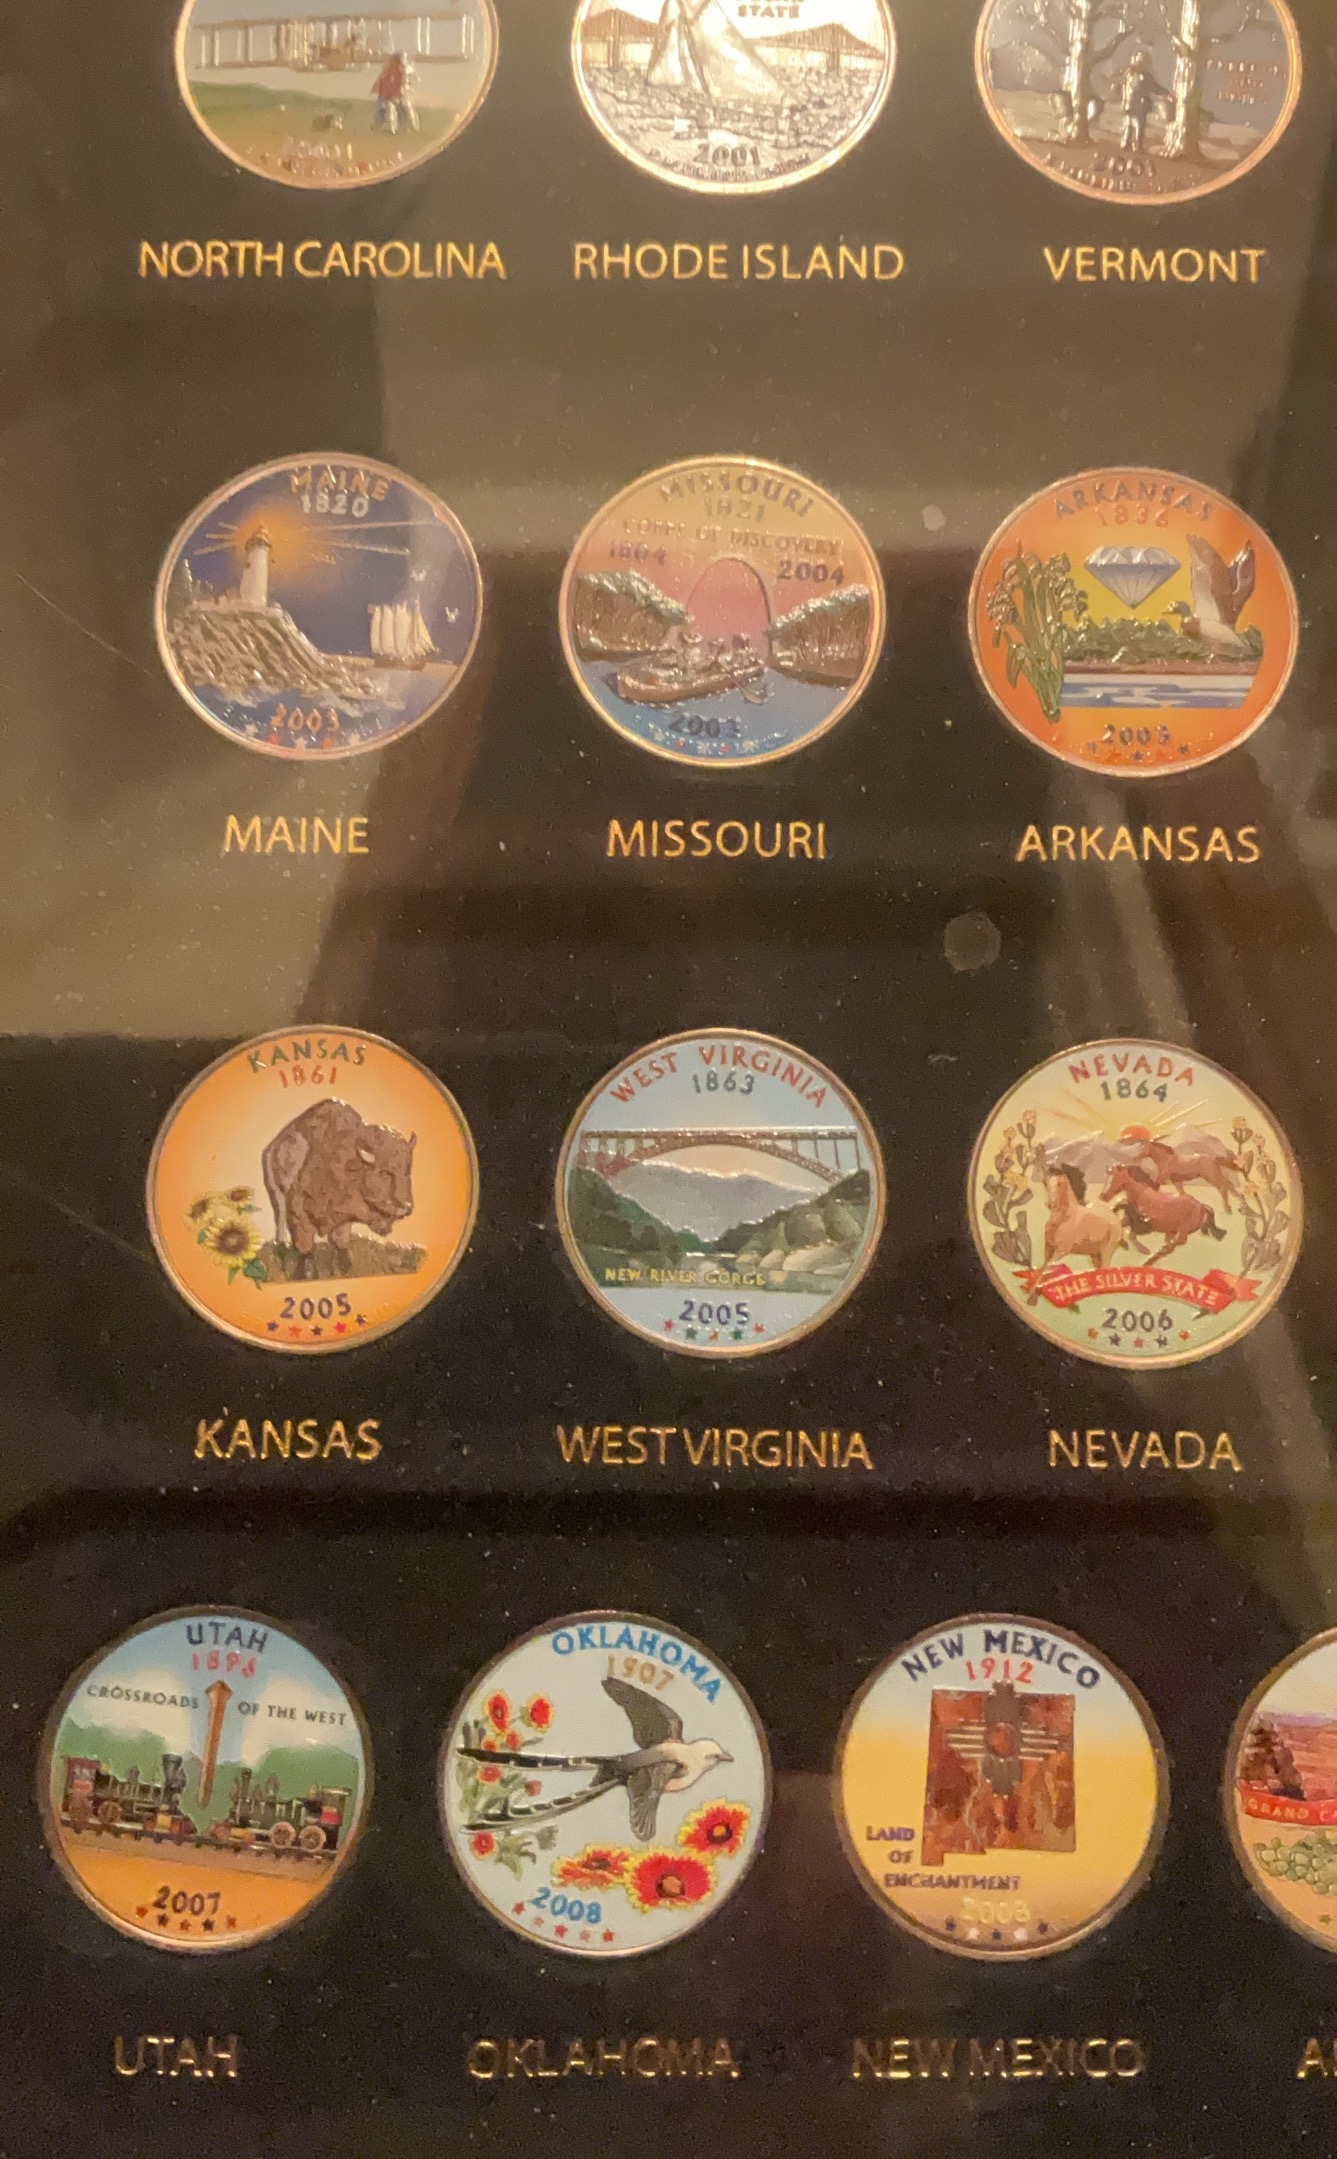 STATE
2001
2001
2001
NORTH CAROLINA
RHODE ISLAND
VERMONT
MAINE
1820
2003
MISSOURI
1821
CORPS OF DISCOVERY
1804
2004
2003
ARKANSAS
1836
2003
MAINE
MISSOURI
ARKANSAS
KANSAS
1861
2005
WEST VIRGINIA
1863
NEW RIVER GORGE
2005
NEVADA
1864
THE SILVER STATE
2006
KANSAS
WEST VIRGINIA
NEVADA
UTAH
1896
CROSSROADS OF THE WEST
2007
OKLAHOMA
1907
2008
NEW MEXICO
1912
LAND
OF
ENCHANTMENT
2008
GRAND
UTAH
OKLAHOMA
NEW MEXICO